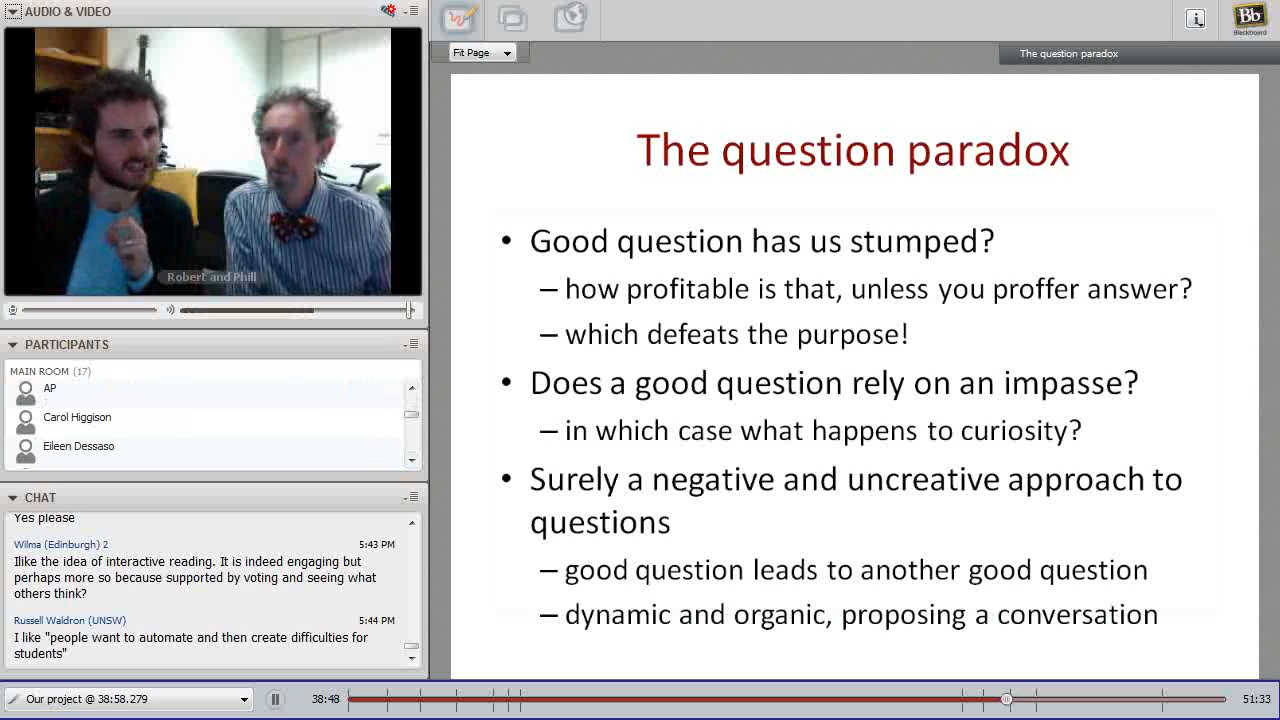 AUDIO & VIDEO
Robert and Phill
PARTICIPANTS
MAIN ROOM (17)
AP
Carol Higgison
Eileen Dessaso
CHAT
Yes please
Wilma (Edinburgh) 2 5:43 PM
Ilike the idea of interactive reading. It is indeed engaging but
perhaps more so because supported by voting and seeing what
others think?
Russell Waldron (UNSW) 5:44 PM
I like "people want to automate and then create difficulties for
students"
Fit Page
i
Bb
Blackboard
The question paradox
The question paradox
• Good question has us stumped?
– how profitable is that, unless you proffer answer?
– which defeats the purpose!
• Does a good question rely on an impasse?
– in which case what happens to curiosity?
• Surely a negative and uncreative approach to
questions
– good question leads to another good question
– dynamic and organic, proposing a conversation
Our project @ 38:58.279
38:48
51:33